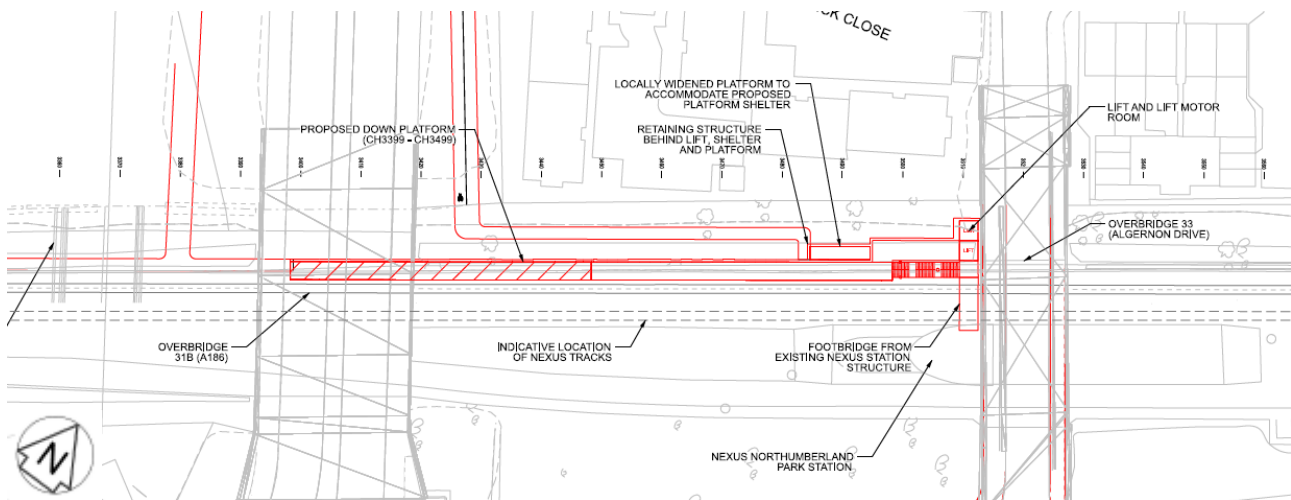 CK CLOSE
LOCALLY WIDENED PLATFORM TO
ACCOMMODATE PROPOSED
PLATFORM SHELTER
LIFT AND LIFT MOTOR
ROOM
PROPOSED DOWN PLATFORM
(CH3399 - CH3499)
RETAINING STRUCTURE
BEHIND LIFT, SHELTER
AND PLATFORM
OVERBRIDGE 33
(ALGERNON DRIVE)
LIFT
OVERBRIDGE
31B (A186)
INDICATIVE LOCATION
OF NEXUS TRACKS
FOOTBRIDGE FROM
EXISTING NEXUS STATION
STRUCTURE
NEXUS NORTHUMBERLAND
PARK STATION
N